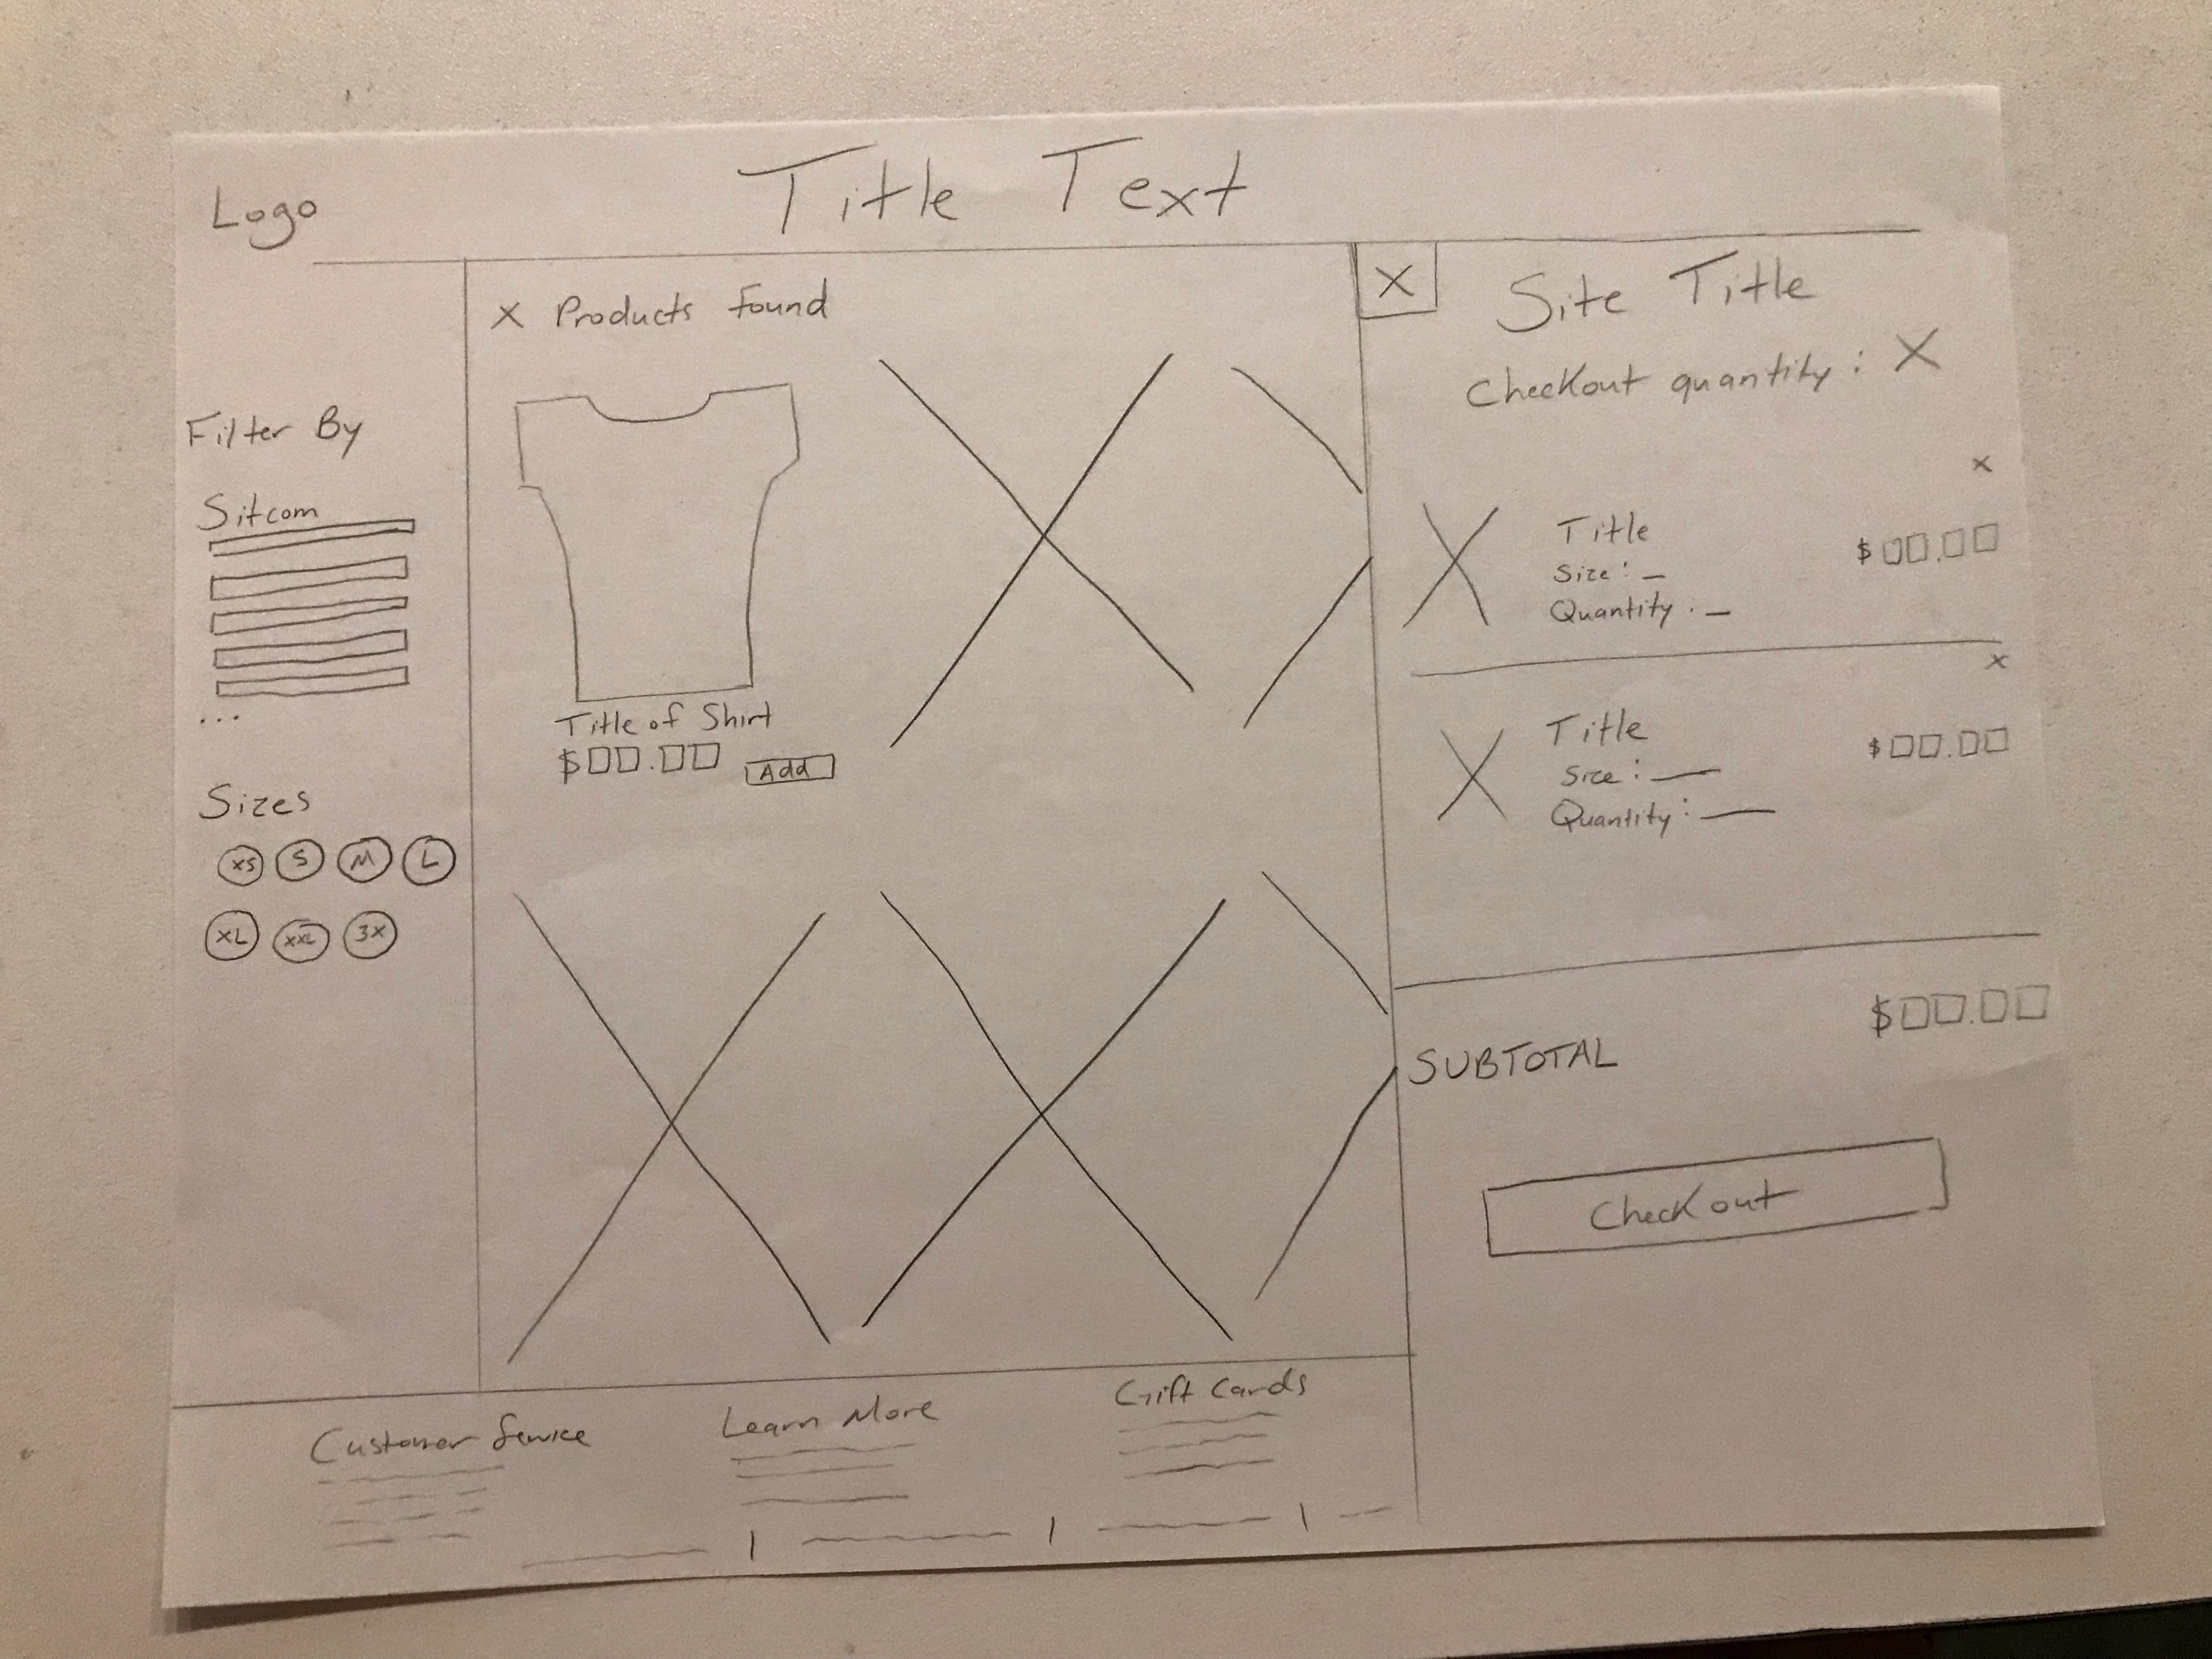 Logo
Title Text
X Products Found
Filter By
Sitcom
...
Sizes
XS S M L
XL XXL 3X
Title of Shirt
$00.00 Add
X
Site Title
Checkout quantity: X
x
Title
$00.00
Size: _
Quantity: _
x
Title
$00.00
Size: _
Quantity: _
SUBTOTAL
$00.00
Checkout
Customer Service
Learn More
Gift Cards